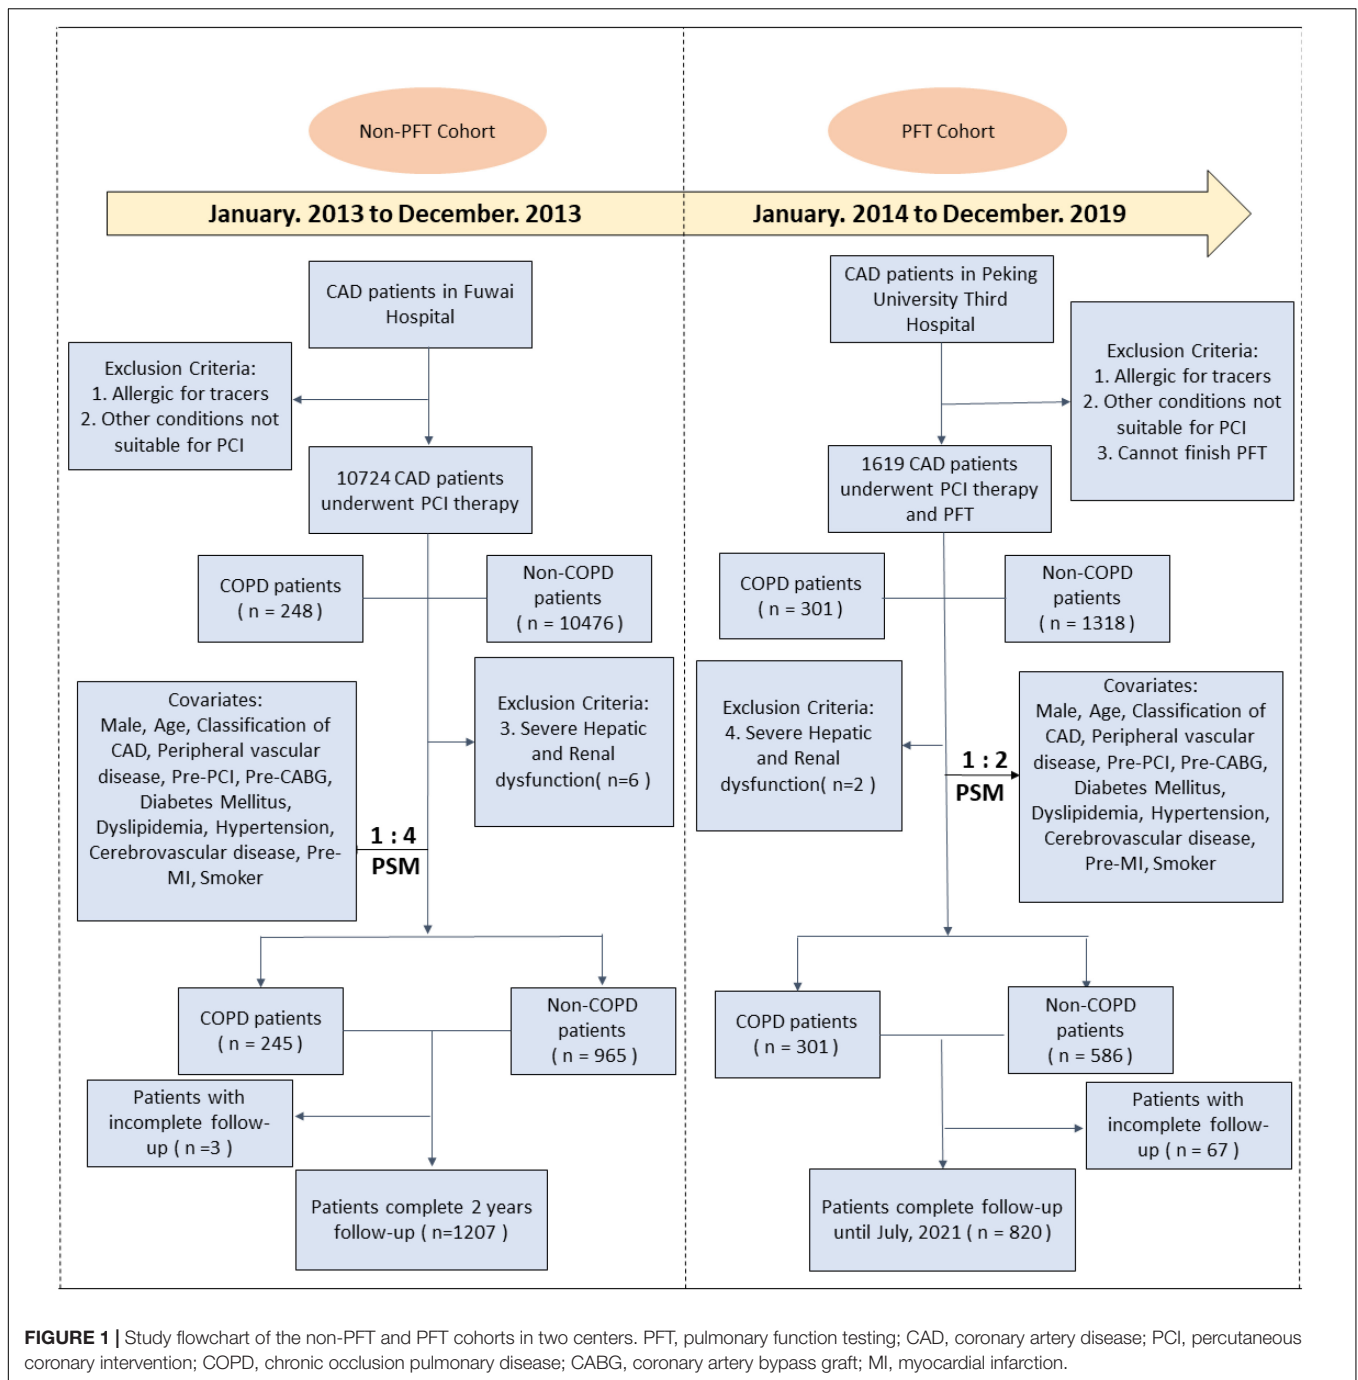 Non-PFT Cohort
PFT Cohort
January. 2013 to December. 2013
January. 2014 to December. 2019
CAD patients in Fuwai
Hospital
Exclusion Criteria:
1. Allergic for tracers
2. Other conditions not
suitable for PCI
10724 CAD patients
underwent PCI therapy
COPD patients
( n = 248 )
Non-COPD
patients
( n = 10476 )
Exclusion Criteria:
3. Severe Hepatic
and Renal
dysfunction( n=6 )
Covariates:
Male, Age, Classification of
CAD, Peripheral vascular
disease, Pre-PCI, Pre-CABG,
Diabetes Mellitus,
Dyslipidemia, Hypertension,
Cerebrovascular disease, Pre-
MI, Smoker
1 : 4
PSM
COPD patients
( n = 245 )
Non-COPD
patients
( n = 965 )
Patients with
incomplete follow-
up ( n =3 )
Patients complete 2 years
follow-up ( n=1207 )
CAD patients in Peking
University Third
Hospital
Exclusion Criteria:
1. Allergic for tracers
2. Other conditions not
suitable for PCI
3. Cannot finish PFT
1619 CAD patients
underwent PCI therapy
and PFT
COPD patients
( n = 301 )
Non-COPD
patients
( n = 1318 )
Exclusion Criteria:
4. Severe Hepatic
and Renal
dysfunction( n=2 )
1 : 2
PSM
Covariates:
Male, Age, Classification of
CAD, Peripheral vascular
disease, Pre-PCI, Pre-CABG,
Diabetes Mellitus,
Dyslipidemia, Hypertension,
Cerebrovascular disease,
Pre-MI, Smoker
COPD patients
( n = 301 )
Non-COPD
patients
( n = 586 )
Patients with
incomplete follow-
up ( n = 67 )
Patients complete follow-up
until July, 2021 ( n = 820 )
FIGURE 1 | Study flowchart of the non-PFT and PFT cohorts in two centers. PFT, pulmonary function testing; CAD, coronary artery disease; PCI, percutaneous
coronary intervention; COPD, chronic occlusion pulmonary disease; CABG, coronary artery bypass graft; MI, myocardial infarction.